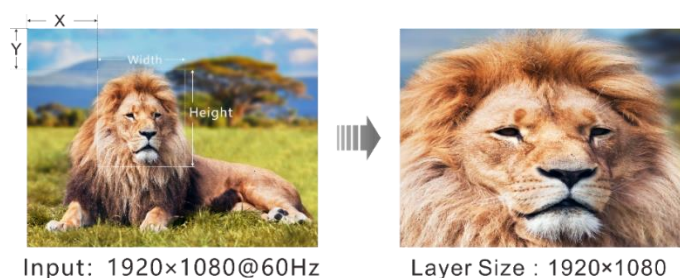 X
Y
Width
Height
Input: 1920×1080@60Hz
Layer Size : 1920×1080